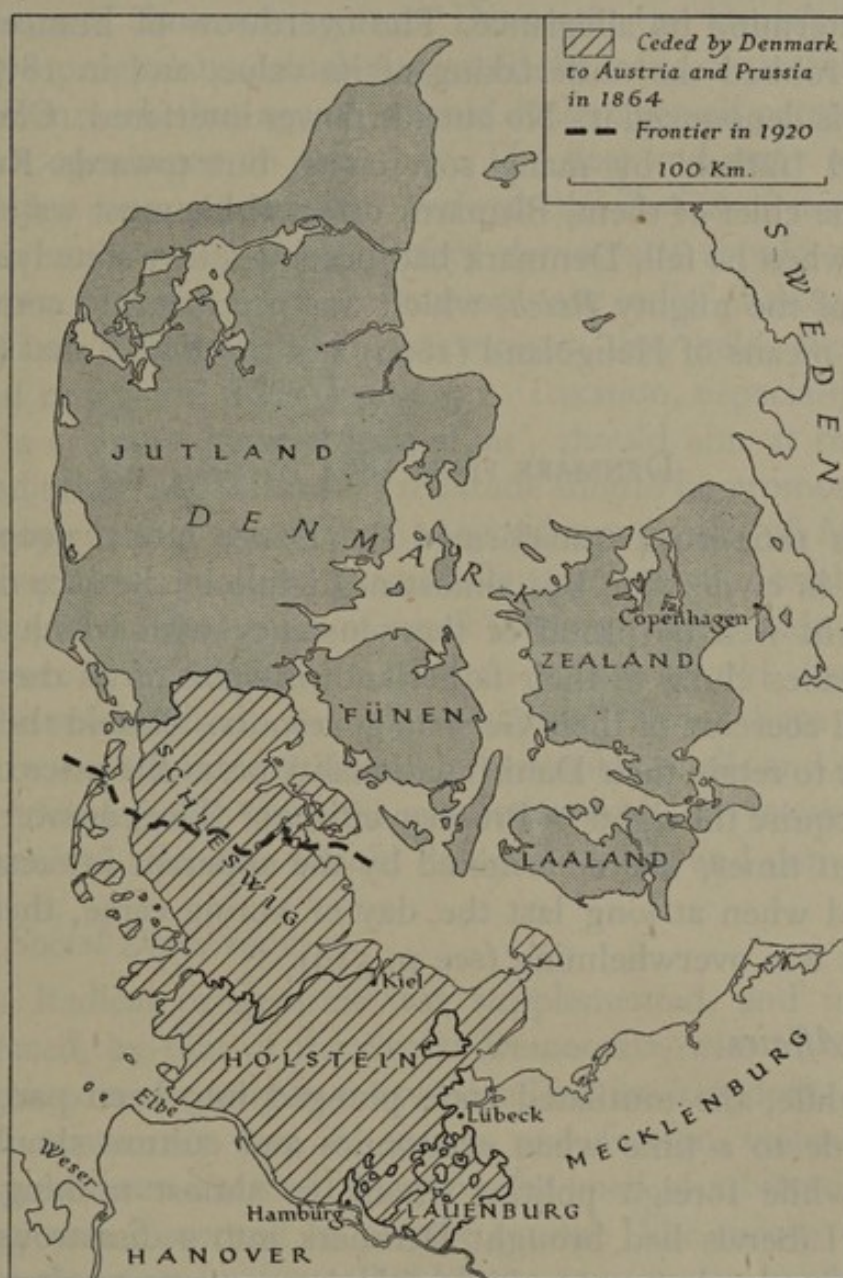 Ceded by Denmark
to Austria and Prussia
in 1864
Frontier in 1920
100 Km.
SWEDEN
JUTLAND
DENMARK
Copenhagen
ZEALAND
FÜNEN
SCHLESWIG
LAALAND
Kiel
HOLSTEIN
Elbe
Lübeck
MECKLENBURG
Weser
Hamburg
LAUENBURG
HANOVER